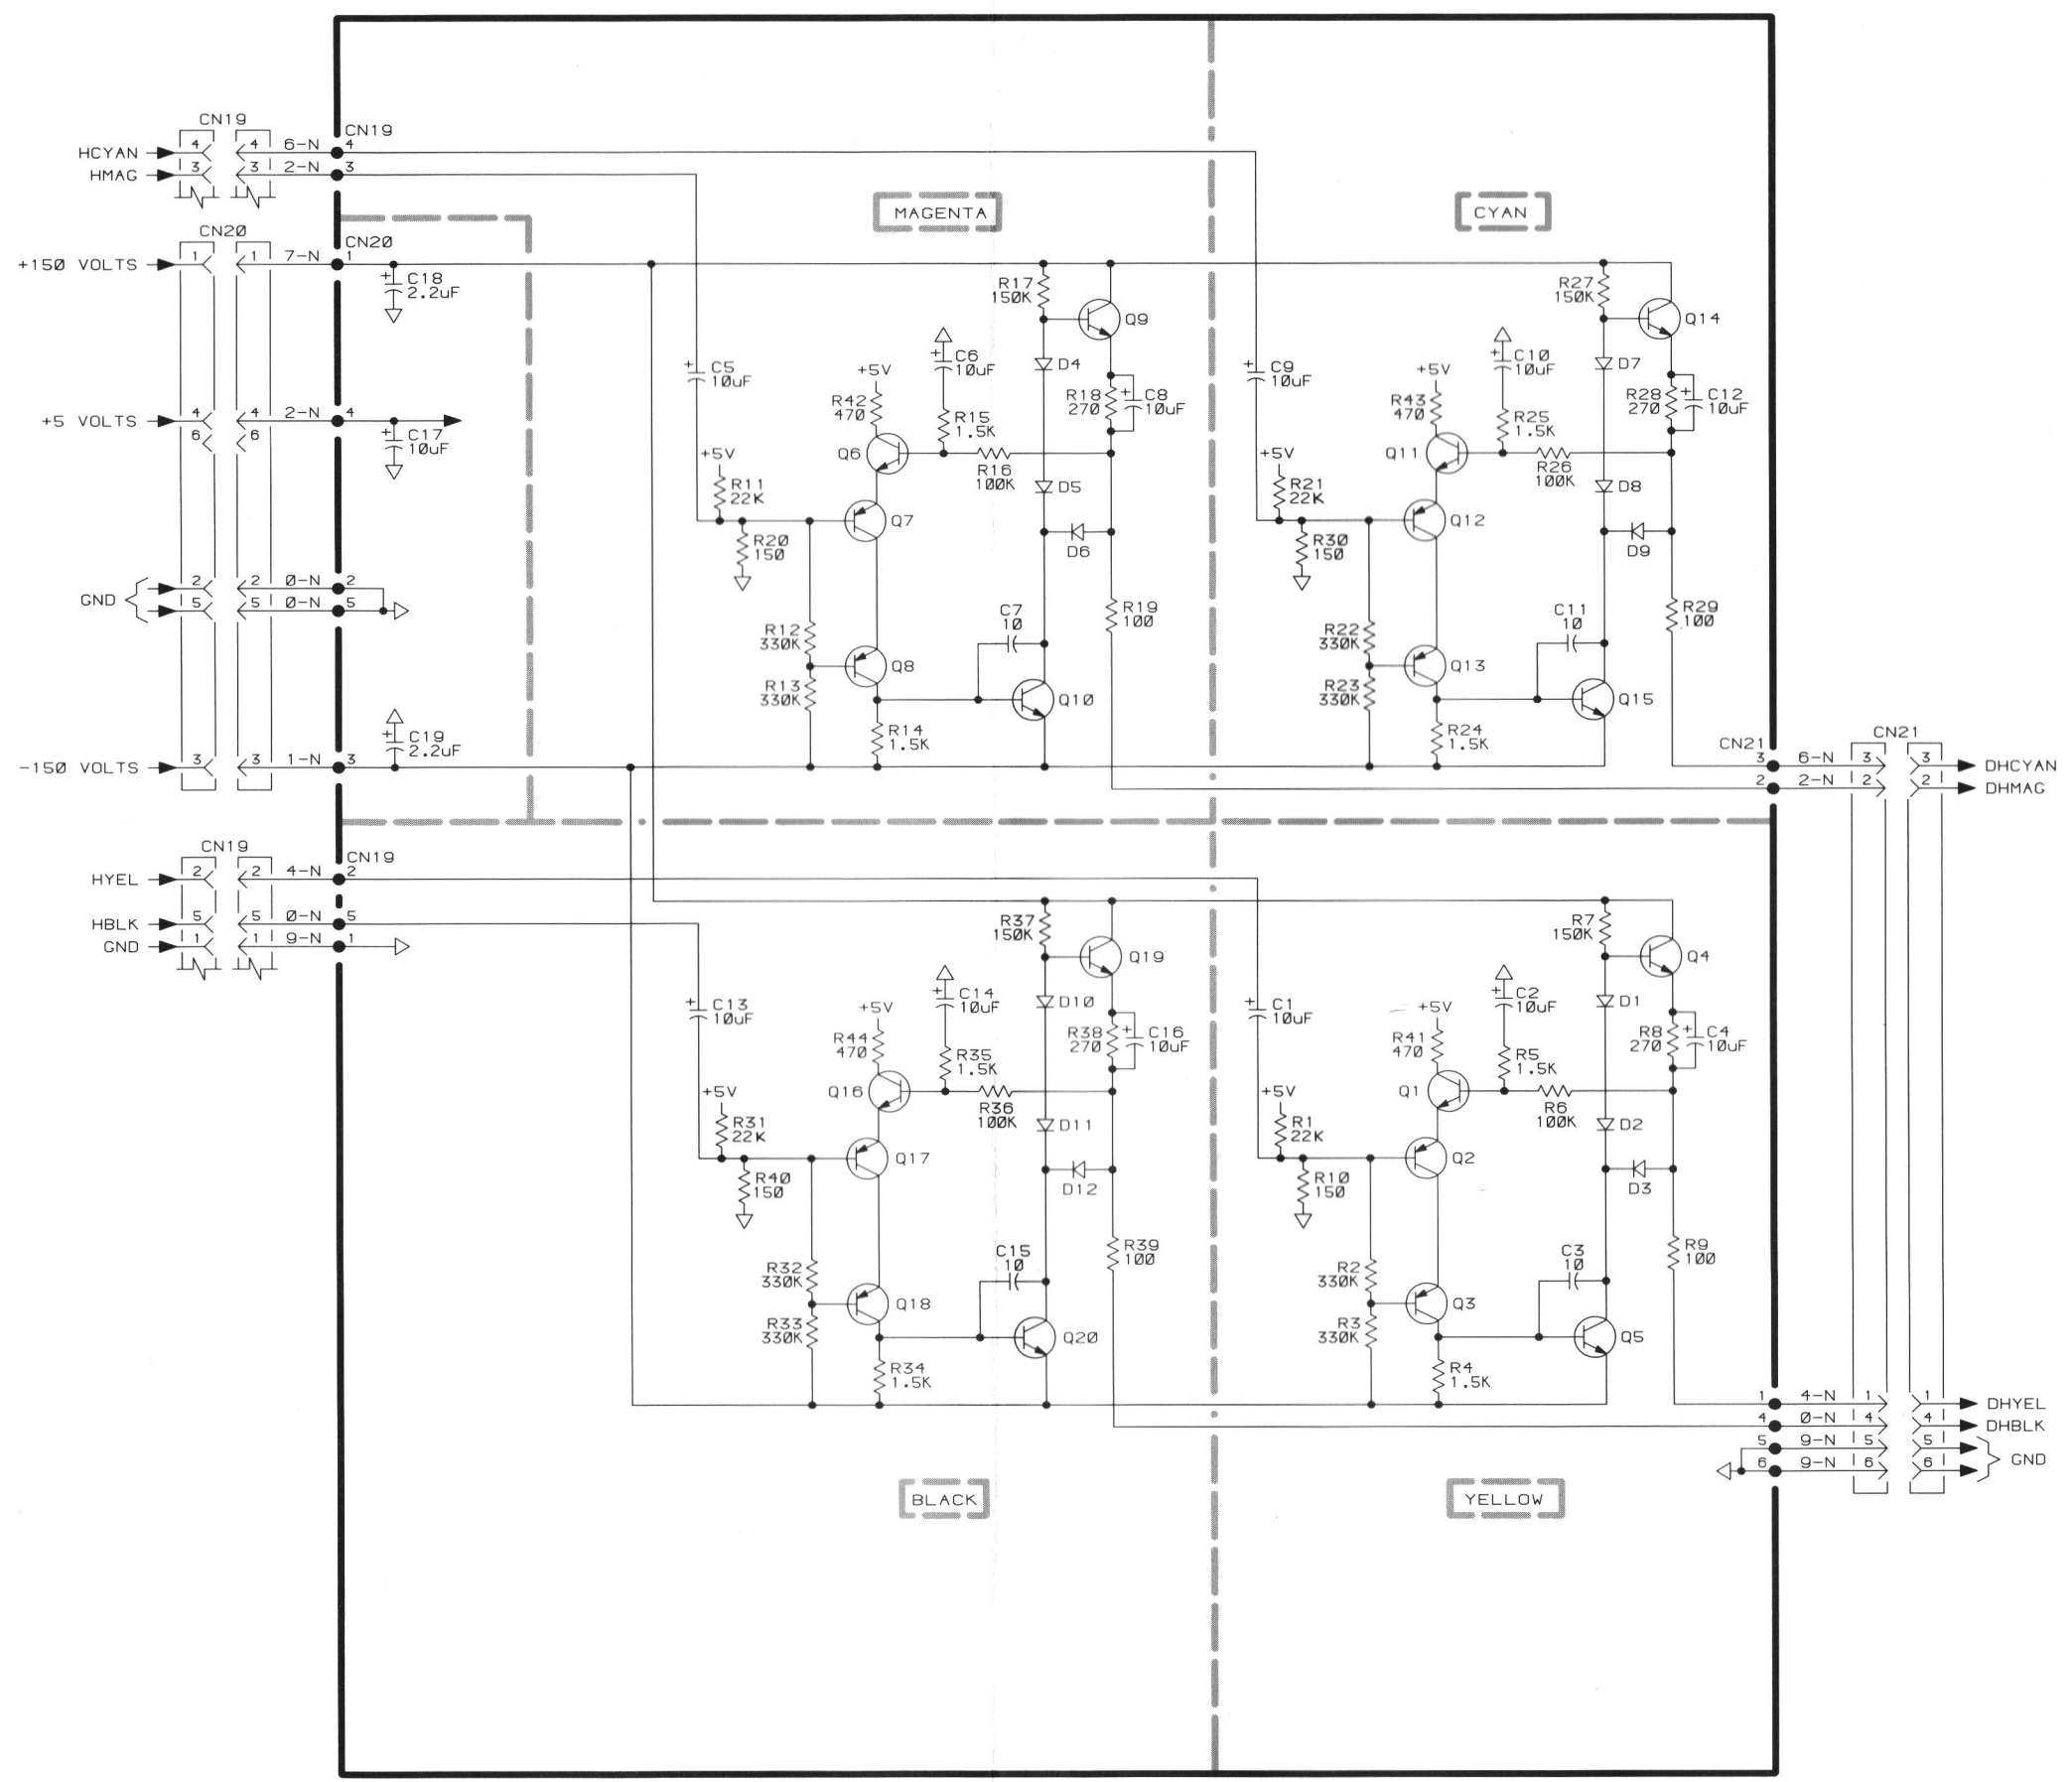 CN19
CN19
HCYAN 4 4 6-N 4
HMAG 3 3 2-N 3
MAGENTA
CYAN
CN20
CN20
+150 VOLTS 1 1 7-N 1
C18
2.2uF
R17
150K
Q9
R27
150K
Q14
C5
10uF
+5V
C6
10uF
D4
C9
10uF
+5V
C10
10uF
D7
R42
470
R15
1.5K
R18
270
C8
10uF
R43
470
R25
1.5K
R28
270
C12
10uF
+5 VOLTS 4 4 2-N 4
6 6
C17
10uF
+5V
Q6
R16
100K
+5V
Q11
R26
100K
R11
22K
D5
R21
22K
D8
Q7
Q12
R20
150
D6
R30
150
D9
GND
2 2 0-N 2
5 5 0-N 5
R12
330K
C7
10
R19
100
R22
330K
C11
10
R29
100
Q8
Q13
R13
330K
Q10
R23
330K
Q15
R14
1.5K
R24
1.5K
C19
2.2uF
-150 VOLTS 3 3 1-N 3
CN21
CN21
3 6-N 3 3 DHCYAN
2 2-N 2 2 DHMAG
CN19
CN19
HYEL 2 2 4-N 2
HBLK 5 5 0-N 5
GND 1 1 9-N 1
R37
150K
Q19
R7
150K
Q4
C13
10uF
+5V
C14
10uF
D10
C1
10uF
+5V
C2
10uF
D1
R44
470
R35
1.5K
R38
270
C16
10uF
R41
470
R5
1.5K
R8
270
C4
10uF
+5V
Q16
R36
100K
+5V
Q1
R6
100K
R31
22K
D11
R1
22K
D2
Q17
Q2
R40
150
D12
R10
150
D3
R32
330K
C15
10
R39
100
R2
330K
C3
10
R9
100
Q18
Q3
R33
330K
Q20
R3
330K
Q5
R34
1.5K
R4
1.5K
1 4-N 1 1 DHYEL
4 0-N 4 4 DHBLK
5 9-N 5 5
6 9-N 6 6
GND
BLACK
YELLOW